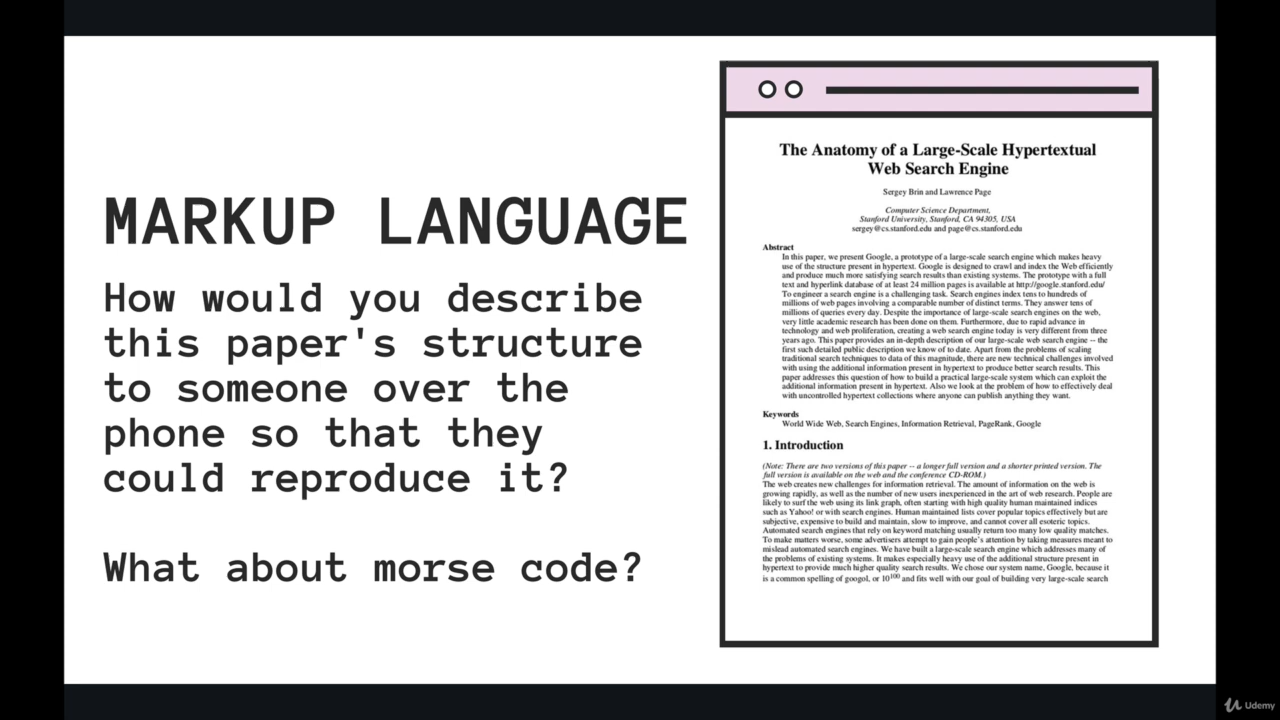 MARKUP LANGUAGE
How would you describe
this paper's structure
to someone over the
phone so that they
could reproduce it?
What about morse code?
The Anatomy of a Large-Scale Hypertextual
Web Search Engine
Sergey Brin and Lawrence Page
Computer Science Department,
Stanford University, Stanford, CA 94305, USA
sergey@cs.stanford.edu and page@cs.stanford.edu
Abstract
In this paper, we present Google, a prototype of a large-scale search engine which makes heavy
use of the structure present in hypertext. Google is designed to crawl and index the Web efficiently
and produce much more satisfying search results than existing systems. The prototype with a full
text and hyperlink database of at least 24 million pages is available at http://google.stanford.edu/
To engineer a search engine is a challenging task. Search engines index tens to hundreds of
millions of web pages involving a comparable number of distinct terms. They answer tens of
millions of queries every day. Despite the importance of large-scale search engines on the web,
very little academic research has been done on them. Furthermore, due to rapid advance in
technology and web proliferation, creating a web search engine today is very different from three
years ago. This paper provides an in-depth description of our large-scale web search engine -- the
first such detailed public description we know of to date. Apart from the problems of scaling
traditional search techniques to data of this magnitude, there are new technical challenges involved
with using the additional information present in hypertext to produce better search results. This
paper addresses this question of how to build a practical large-scale system which can exploit the
additional information present in hypertext. Also we look at the problem of how to effectively deal
with uncontrolled hypertext collections where anyone can publish anything they want.
Keywords
World Wide Web, Search Engines, Information Retrieval, PageRank, Google
1. Introduction
(Note: There are two versions of this paper -- a longer full version and a shorter printed version. The
full version is available on the web and the conference CD-ROM.)
The web creates new challenges for information retrieval. The amount of information on the web is
growing rapidly, as well as the number of new users inexperienced in the art of web research. People are
likely to surf the web using its link graph, often starting with high quality human maintained indices
such as Yahoo! or with search engines. Human maintained lists cover popular topics effectively but are
subjective, expensive to build and maintain, slow to improve, and cannot cover all esoteric topics.
Automated search engines that rely on keyword matching usually return too many low quality matches.
To make matters worse, some advertisers attempt to gain people's attention by taking measures meant to
mislead automated search engines. We have built a large-scale search engine which addresses many of
the problems of existing systems. It makes especially heavy use of the additional structure present in
hypertext to provide much higher quality search results. We chose our system name, Google, because it
is a common spelling of googol, or 10^100 and fits well with our goal of building very large-scale search
Udemy